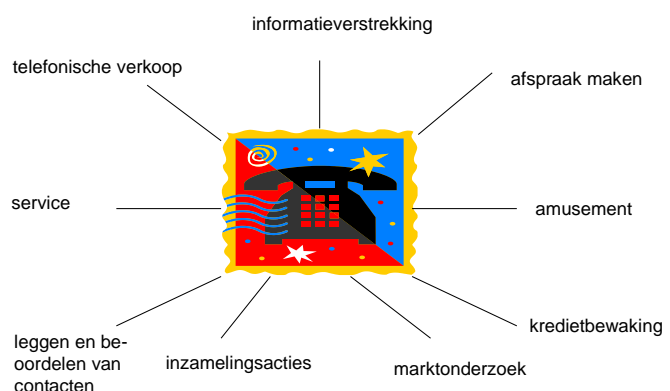 informatieverstrekking
telefonische verkoop
afspraak maken
service
amusement
kredietbewaking
leggen en be-
oordelen van
contacten
inzamelingsacties
marktonderzoek